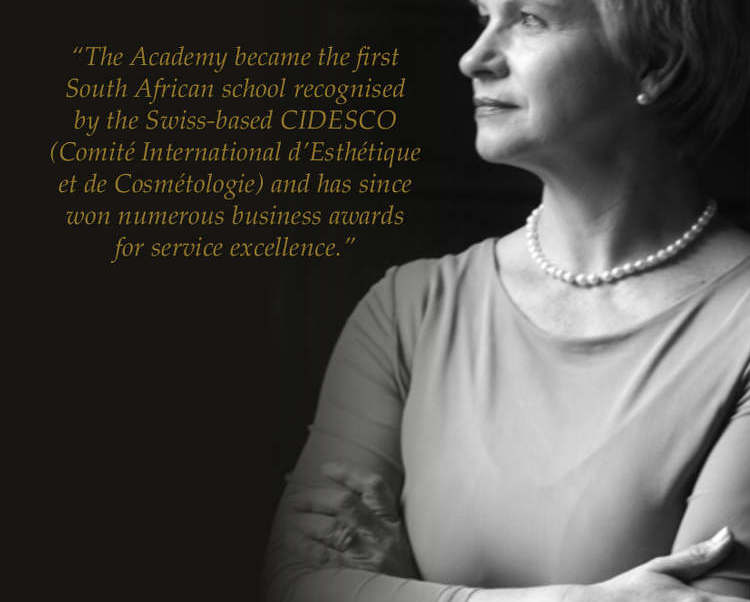 “The Academy became the first
South African school recognised
by the Swiss-based CIDESCO
(Comité International d’Esthétique
et de Cosmétologie) and has since
won numerous business awards
for service excellence.”